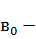 B₀ —